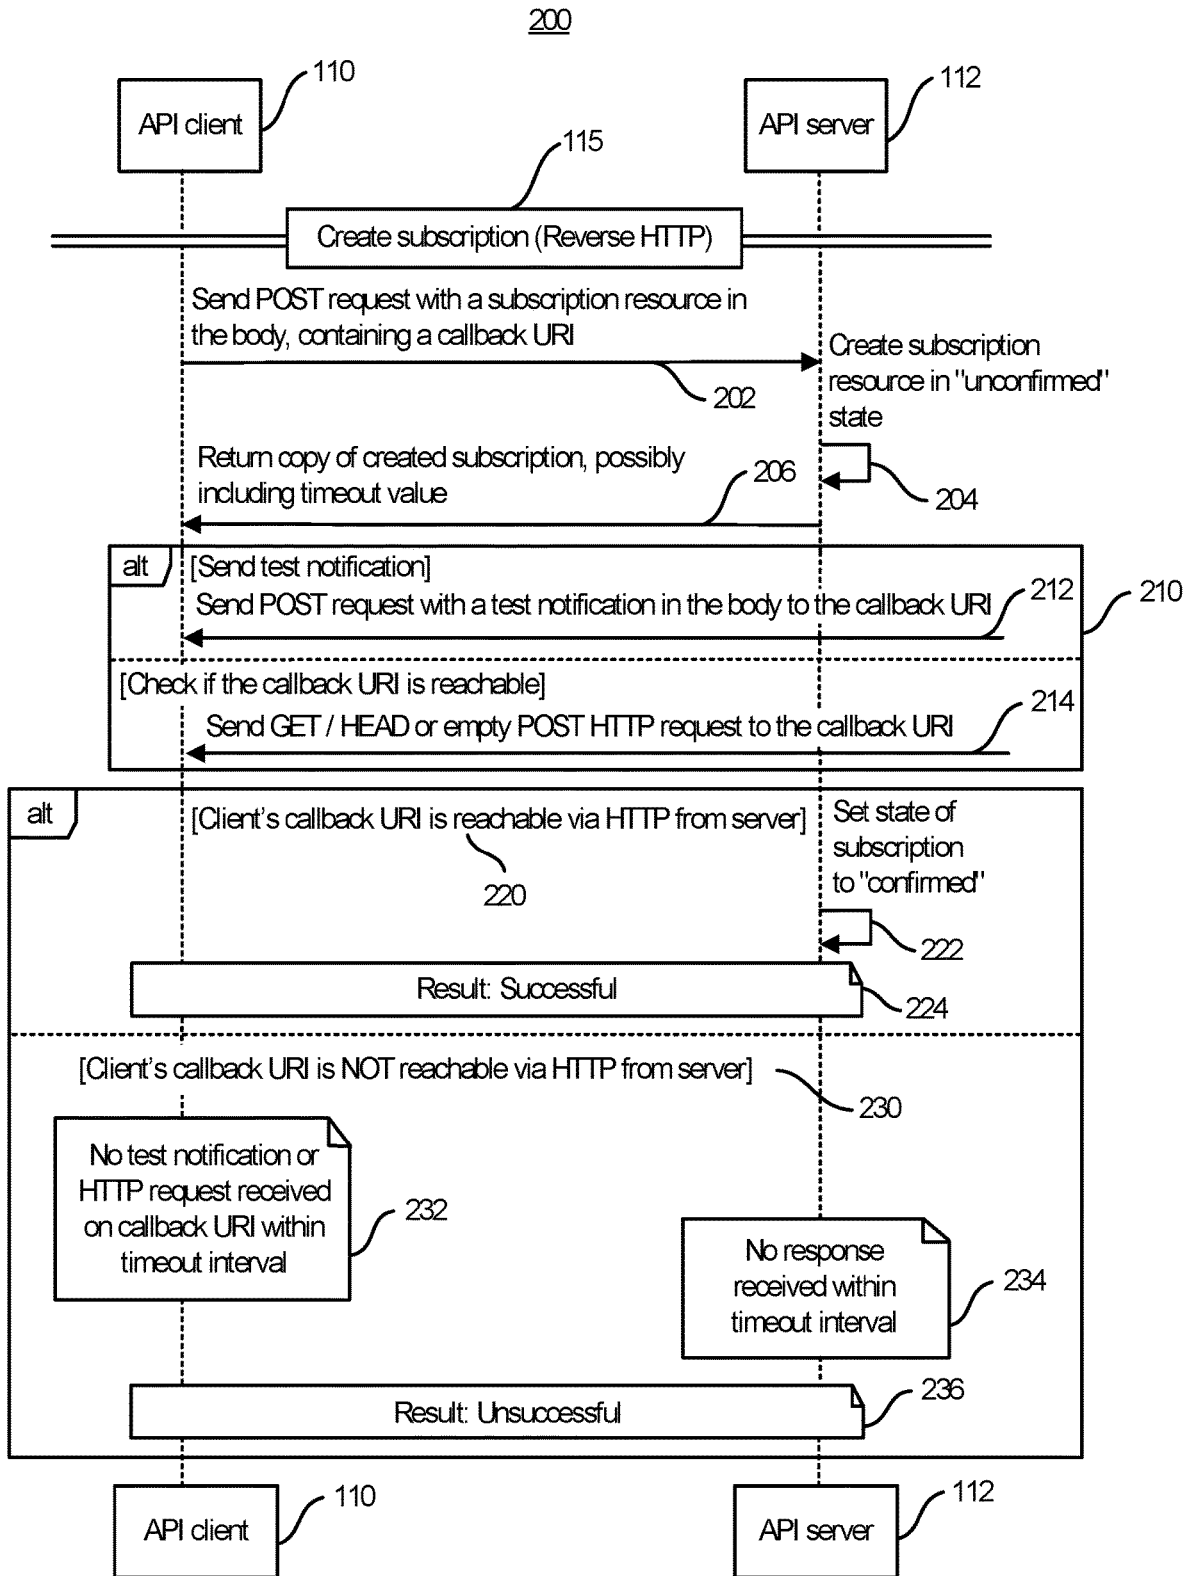 200
110
112
API client
API server
115
Create subscription (Reverse HTTP)
Send POST request with a subscription resource in
the body, containing a callback URI
202
Create subscription
resource in "unconfirmed"
state
204
Return copy of created subscription, possibly
including timeout value
206
alt
[Send test notification]
Send POST request with a test notification in the body to the callback URI
212
210
[Check if the callback URI is reachable]
Send GET / HEAD or empty POST HTTP request to the callback URI
214
alt
[Client's callback URI is reachable via HTTP from server]
220
Set state of
subscription
to "confirmed"
222
Result: Successful
224
[Client's callback URI is NOT reachable via HTTP from server]
230
No test notification or
HTTP request received
on callback URI within
timeout interval
232
No response
received within
timeout interval
234
Result: Unsuccessful
236
110
112
API client
API server